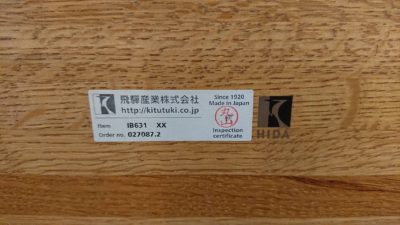 飛騨産業株式会社
http://kitutuki.co.jp
Item IB631 XX
Order no. 027087.2
Since 1920
Made in Japan
Inspection
certificate
HIDA